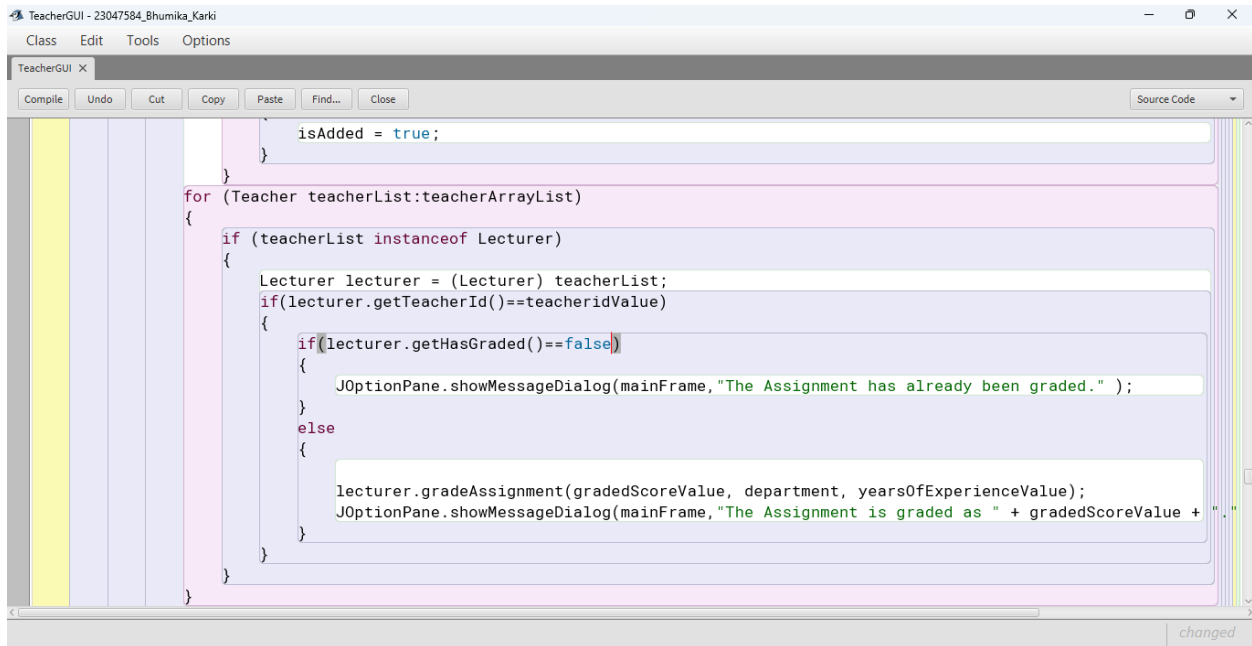 TeacherGUI - 23047584_Bhumika_Karki
Class Edit Tools Options
TeacherGUI
Compile Undo Cut Copy Paste Find... Close Source Code
isAdded = true;
}
}
for (Teacher teacherList:teacherArrayList)
{
if (teacherList instanceof Lecturer)
{
Lecturer lecturer = (Lecturer) teacherList;
if(lecturer.getTeacherId()==teacheridValue)
{
if(lecturer.getHasGraded()==false)
{
JOptionPane.showMessageDialog(mainFrame,"The Assignment has already been graded." );
}
else
{
lecturer.gradeAssignment(gradedScoreValue, department, yearsOfExperienceValue);
JOptionPane.showMessageDialog(mainFrame,"The Assignment is graded as " + gradedScoreValue + "."
}
}
}
}
changed